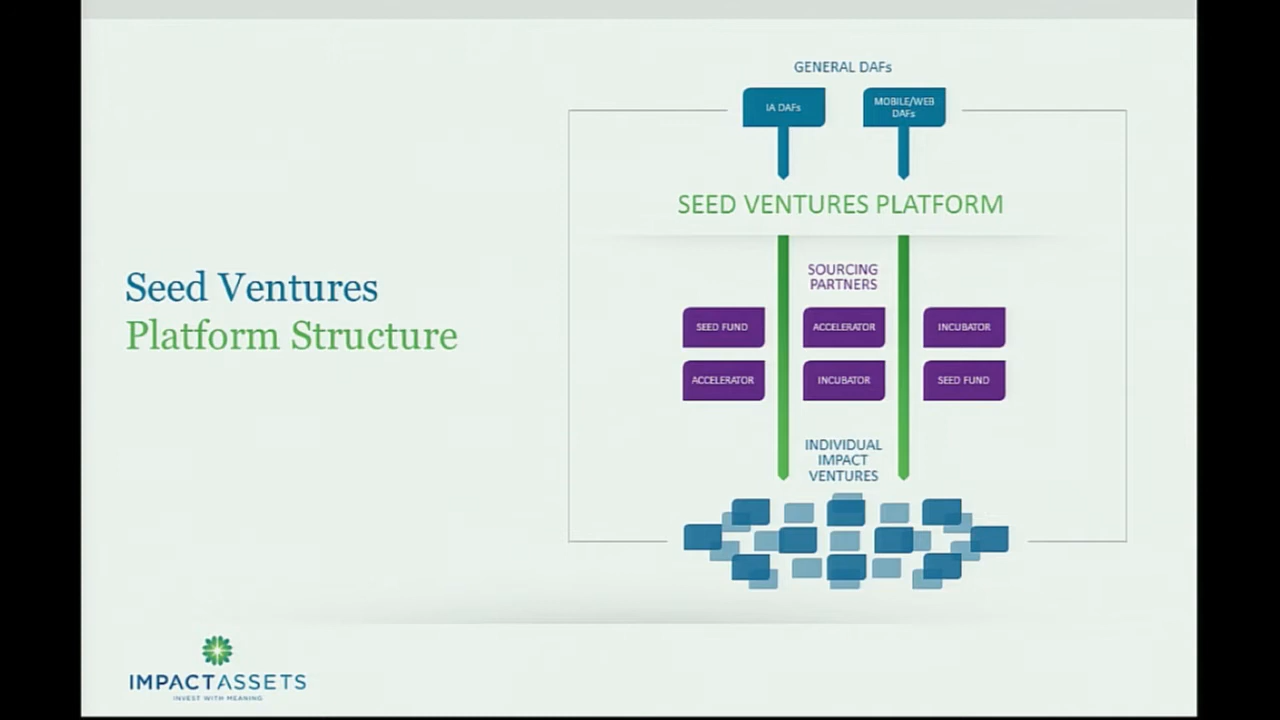 GENERAL DAFs
IA DAFs
MOBILE/WEB
DAFs
SEED VENTURES PLATFORM
SOURCING
PARTNERS
SEED FUND
ACCELERATOR
INCUBATOR
ACCELERATOR
INCUBATOR
SEED FUND
INDIVIDUAL
IMPACT
VENTURES
Seed Ventures
Platform Structure
IMPACTASSETS
INVEST WITH MEANING